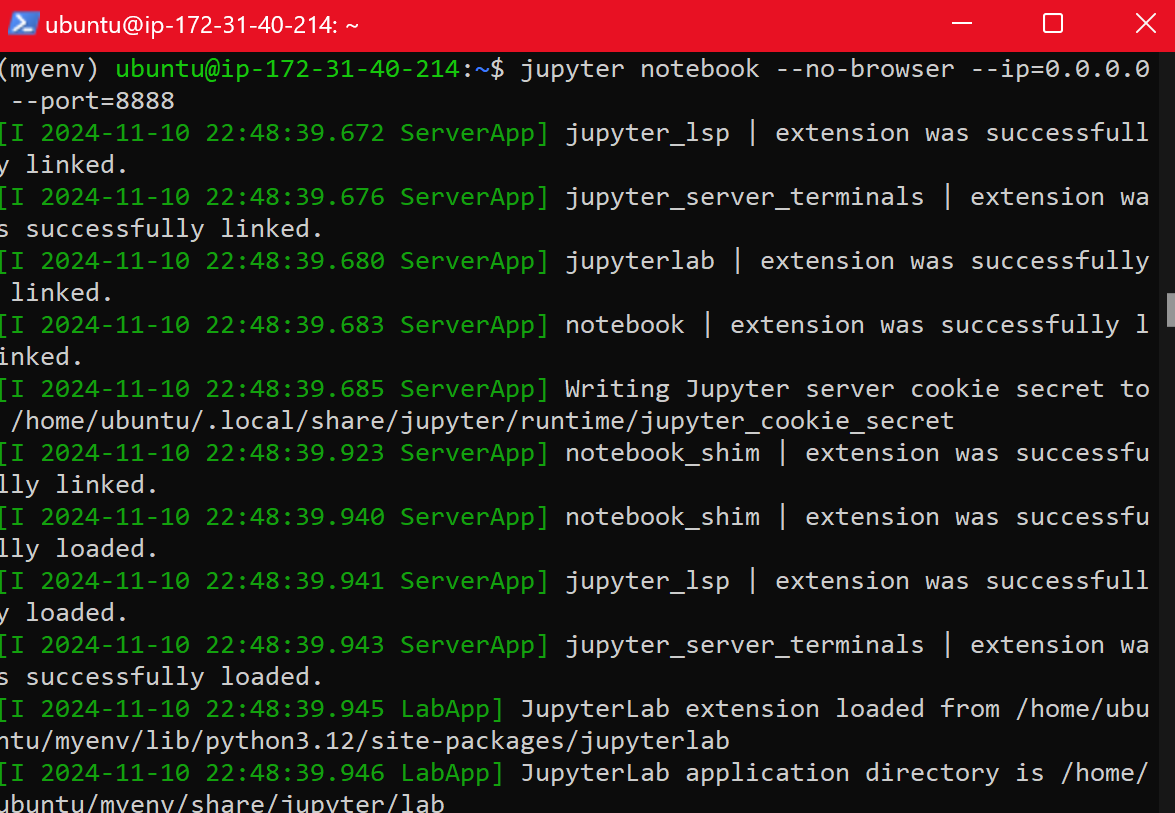 ubuntu@ip-172-31-40-214: ~
(myenv) ubuntu@ip-172-31-40-214:~$ jupyter notebook --no-browser --ip=0.0.0.0
--port=8888
[I 2024-11-10 22:48:39.672 ServerApp] jupyter_lsp | extension was successfull
y linked.
[I 2024-11-10 22:48:39.676 ServerApp] jupyter_server_terminals | extension wa
s successfully linked.
[I 2024-11-10 22:48:39.680 ServerApp] jupyterlab | extension was successfully
linked.
[I 2024-11-10 22:48:39.683 ServerApp] notebook | extension was successfully l
inked.
[I 2024-11-10 22:48:39.685 ServerApp] Writing Jupyter server cookie secret to
/home/ubuntu/.local/share/jupyter/runtime/jupyter_cookie_secret
[I 2024-11-10 22:48:39.923 ServerApp] notebook_shim | extension was successfu
lly linked.
[I 2024-11-10 22:48:39.940 ServerApp] notebook_shim | extension was successfu
lly loaded.
[I 2024-11-10 22:48:39.941 ServerApp] jupyter_lsp | extension was successfull
y loaded.
[I 2024-11-10 22:48:39.943 ServerApp] jupyter_server_terminals | extension wa
s successfully loaded.
[I 2024-11-10 22:48:39.945 LabApp] JupyterLab extension loaded from /home/ubu
ntu/myenv/lib/python3.12/site-packages/jupyterlab
[I 2024-11-10 22:48:39.946 LabApp] JupyterLab application directory is /home/
ubuntu/myenv/share/jupyter/lab